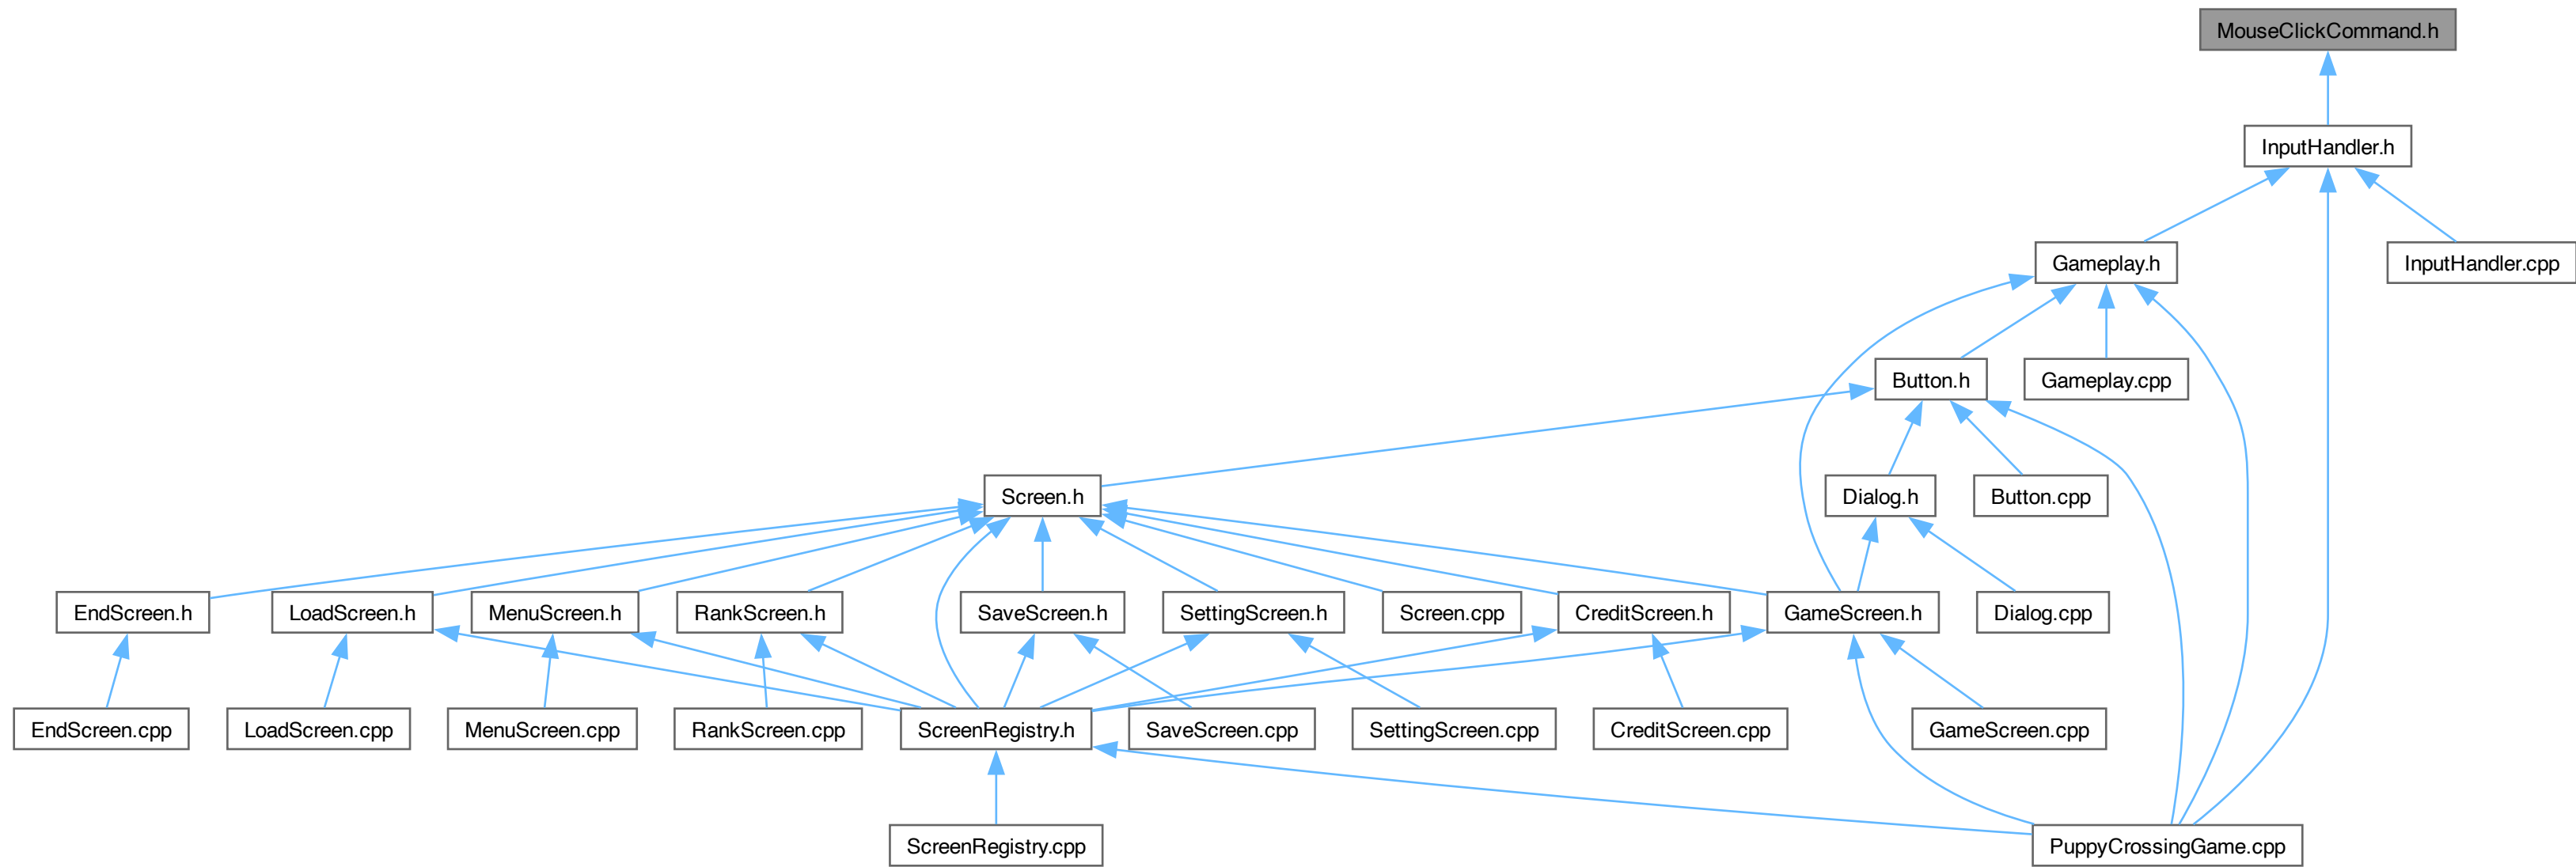 MouseClickCommand.h
InputHandler.h
Gameplay.h
InputHandler.cpp
Button.h
Gameplay.cpp
Screen.h
Dialog.h
Button.cpp
EndScreen.h
LoadScreen.h
MenuScreen.h
RankScreen.h
SaveScreen.h
SettingScreen.h
Screen.cpp
CreditScreen.h
GameScreen.h
Dialog.cpp
EndScreen.cpp
LoadScreen.cpp
MenuScreen.cpp
RankScreen.cpp
ScreenRegistry.h
SaveScreen.cpp
SettingScreen.cpp
CreditScreen.cpp
GameScreen.cpp
ScreenRegistry.cpp
PuppyCrossingGame.cpp